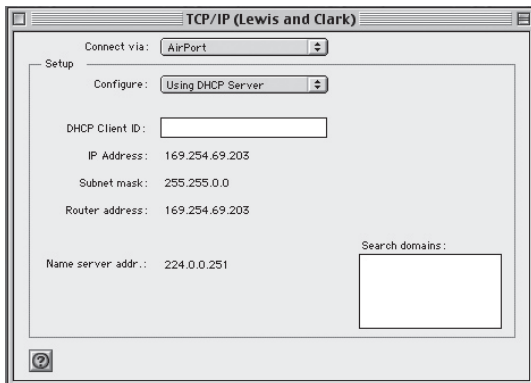 TCP/IP (Lewis and Clark)
Connect via: AirPort
Setup
Configure: Using DHCP Server
DHCP Client ID:
IP Address: 169.254.69.203
Subnet mask: 255.255.0.0
Router address: 169.254.69.203
Search domains:
Name server addr.: 224.0.0.251
?